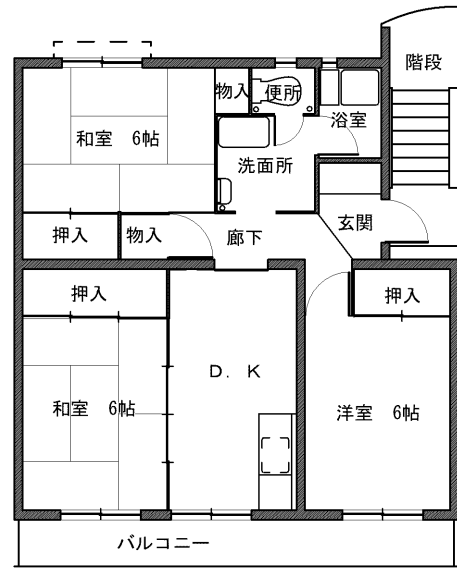 階段
物入
便所
浴室
和室 6帖
洗面所
玄関
押入
物入
廊下
押入
押入
D. K
和室 6帖
洋室 6帖
バルコニー